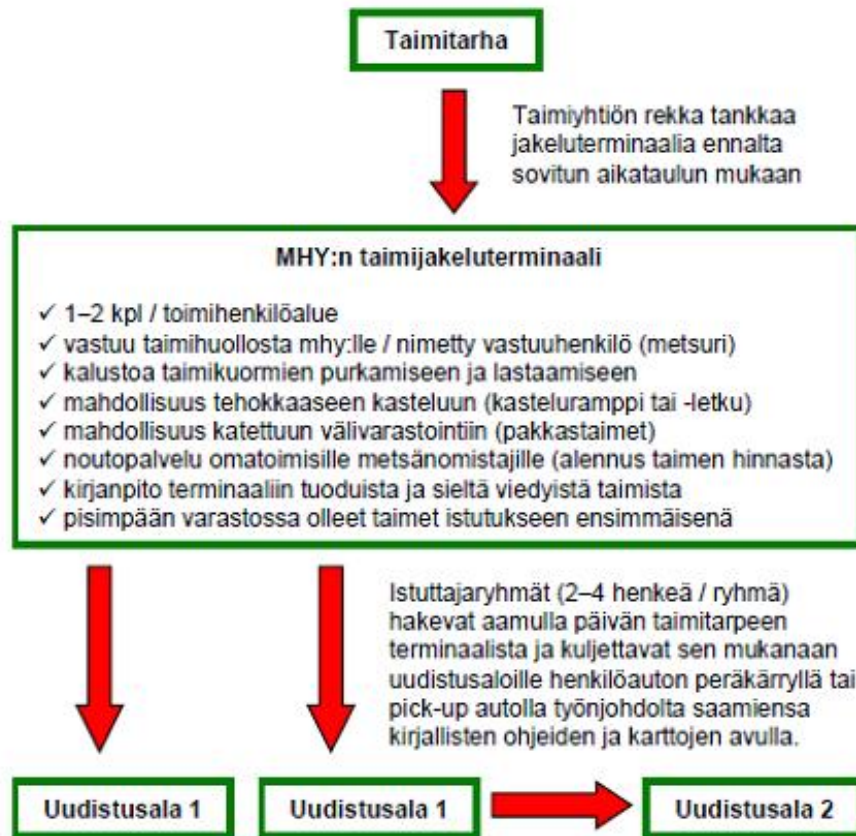 Taimitarha
Taimiyhtiön rekka tankkaa
jakeluterminaalia ennalta
sovitun aikataulun mukaan
MHY:n taimijakeluterminaali
✓ 1–2 kpl / toimihenkilöalue
✓ vastuu taimihuollosta mhy:lle / nimetty vastuuhenkilö (metsuri)
✓ kalustoa taimikuormien purkamiseen ja lastaamiseen
✓ mahdollisuus tehokkaaseen kasteluun (kasteluramppi tai -letku)
✓ mahdollisuus katettuun välivarastointiin (pakkastaimet)
✓ noutopalvelu omatoimisille metsänomistajille (alennus taimen hinnasta)
✓ kirjanpito terminaaliin tuoduista ja sieltä viedyistä taimista
✓ pisimpään varastossa olleet taimet istutukseen ensimmäisenä
Istuttajaryhmät (2–4 henkeä / ryhmä)
hakevat aamulla päivän taimitarpeen
terminaalista ja kuljettavat sen mukanaan
uudistusaloille henkilöauton peräkärryllä tai
pick-up autolla työnjohdolta saamiensa
kirjallisten ohjeiden ja karttojen avulla.
Uudistusala 1
Uudistusala 1
Uudistusala 2